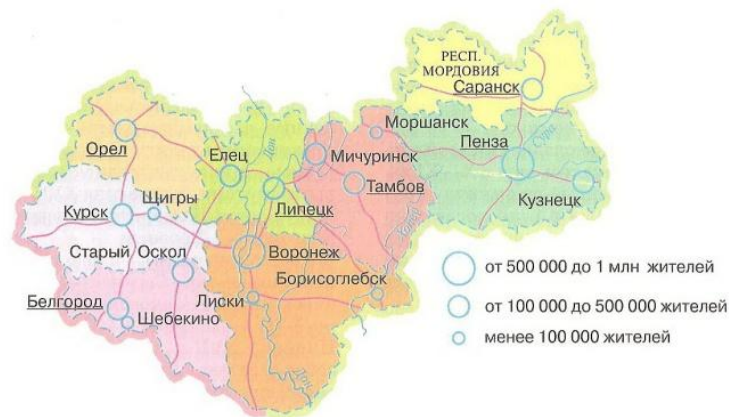 РЕСП.
МОРДОВИЯ
Саранск
Моршанск
Пенза
Сура
Орел
Елец
Дон
Мичуринск
Тамбов
Кузнецк
Щигры
Курск
Липецк
Хопер
Старый Оскол
Воронеж
Борисоглебск
Белгород
Лиски
Шебекино
Дон
от 500 000 до 1 млн жителей
от 100 000 до 500 000 жителей
менее 100 000 жителей